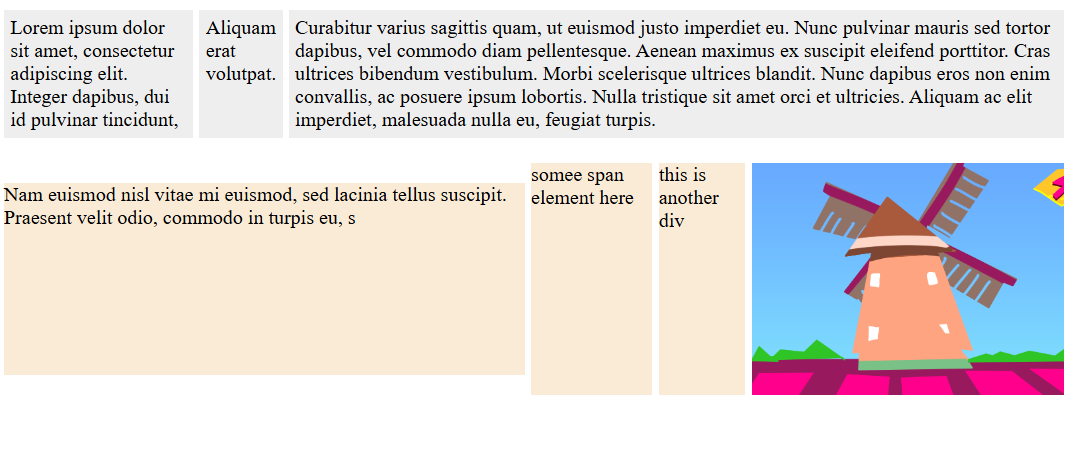 Lorem ipsum dolor
sit amet, consectetur
adipiscing elit.
Integer dapibus, dui
id pulvinar tincidunt,
Aliquam
erat
volutpat.
Curabitur varius sagittis quam, ut euismod justo imperdiet eu. Nunc pulvinar mauris sed tortor
dapibus, vel commodo diam pellentesque. Aenean maximus ex suscipit eleifend porttitor. Cras
ultrices bibendum vestibulum. Morbi scelerisque ultrices blandit. Nunc dapibus eros non enim
convallis, ac posuere ipsum lobortis. Nulla tristique sit amet orci et ultricies. Aliquam ac elit
imperdiet, malesuada nulla eu, feugiat turpis.
Nam euismod nisl vitae mi euismod, sed lacinia tellus suscipit.
Praesent velit odio, commodo in turpis eu, s
somee span
element here
this is
another
div